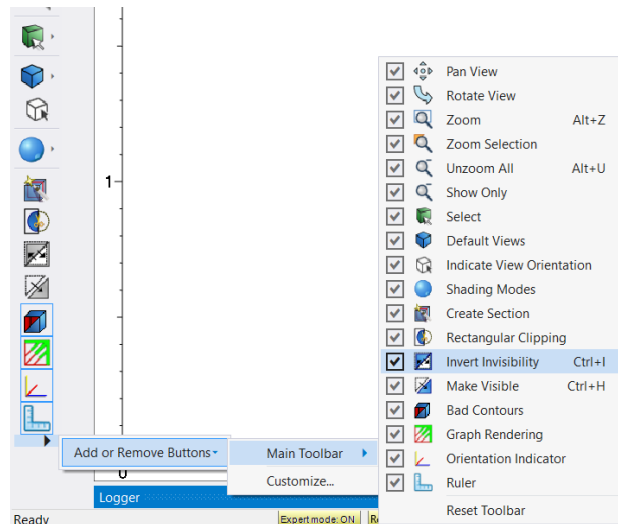 1
0
Pan View
Rotate View
Zoom Alt+Z
Zoom Selection
Unzoom All Alt+U
Show Only
Select
Default Views
Indicate View Orientation
Shading Modes
Create Section
Rectangular Clipping
Invert Invisibility Ctrl+I
Make Visible Ctrl+H
Bad Contours
Graph Rendering
Orientation Indicator
Ruler
Reset Toolbar
Add or Remove Buttons
Main Toolbar
Customize...
Logger
Ready
Expert mode: ON